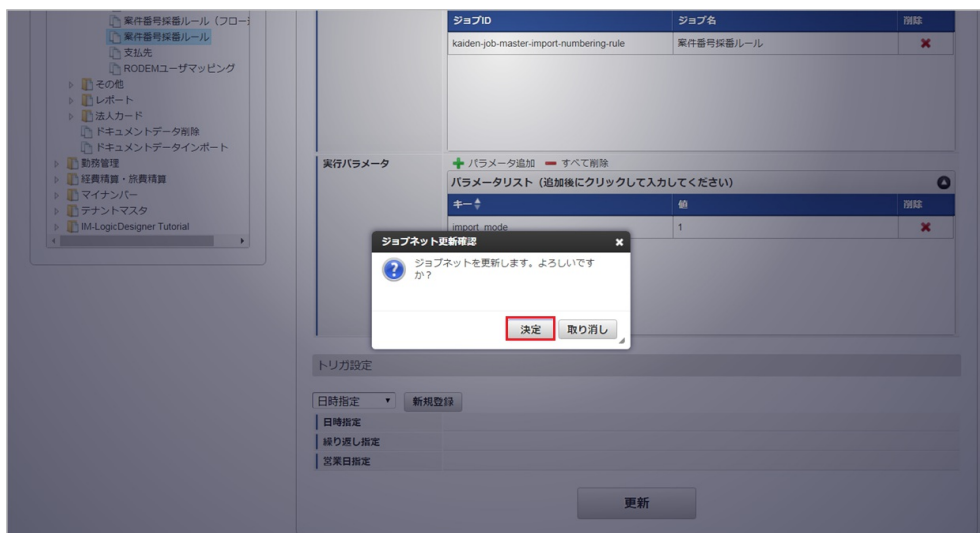 案件番号採番ルール（フロー
案件番号採番ルール
支払先
RODEMユーザマッピング
その他
レポート
法人カード
ドキュメントデータ削除
ドキュメントデータインポート
勤務管理
経費精算・旅費精算
マイナンバー
テナントマスタ
IM-LogicDesigner Tutorial
ジョブID ジョブ名 削除
kaiden-job-master-import-numbering-rule 案件番号採番ルール
実行パラメータ パラメータ追加 すべて削除
パラメータリスト（追加後にクリックして入力してください）
キー 値 削除
import_mode 1
ジョブネット更新確認
ジョブネットを更新します。よろしいです
か？
決定 取り消し
トリガ設定
日時指定 新規登録
日時指定
繰り返し指定
営業日指定
更新